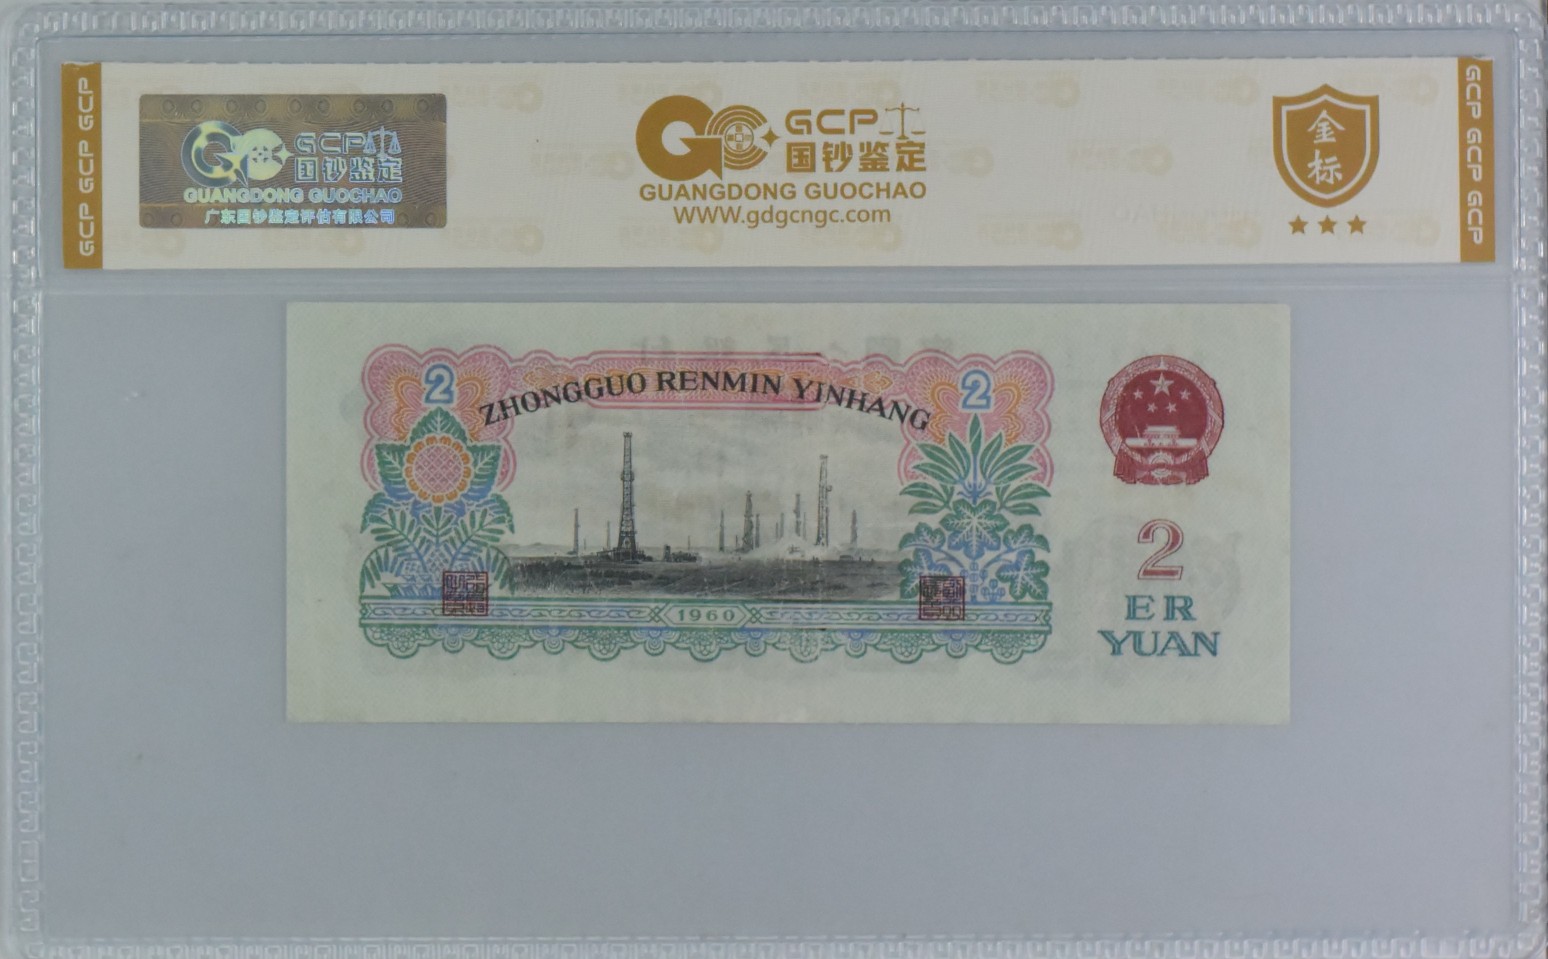 GCP GCP GCP
GCP
国钞鉴定
GUANGDONG GUOCHAO
广东国钞鉴定评估有限公司
GCP
国钞鉴定
GUANGDONG GUOCHAO
WWW.gdgcngc.com
金标
GCP GCP GCP
2
ZHONGGUO RENMIN YINHANG
2
1960
2
ER
YUAN